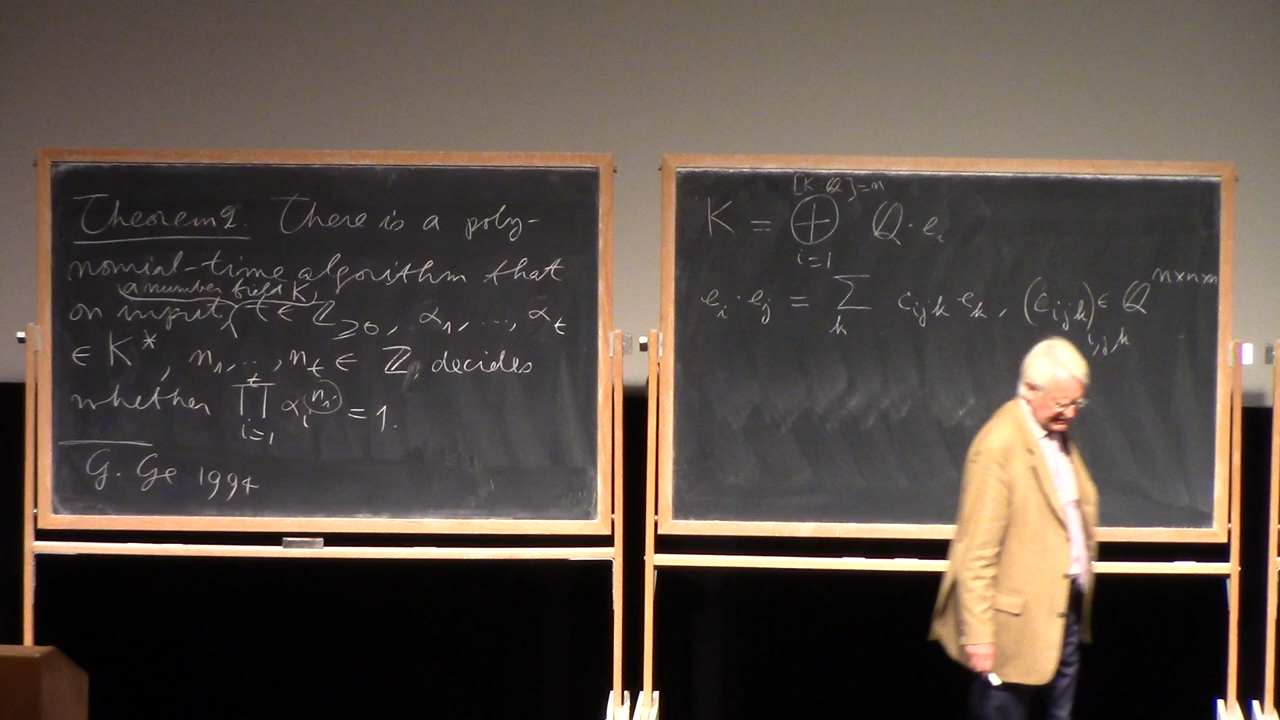 Theorem 2. There is a poly-
nomial-time algorithm that
a number field K,
on input t ∈ ℤ≥0, α1, ..., αt
∈ K*, n1, ..., nt ∈ ℤ, decides
whether ∏_{i=1}^{t} αi^{ni} = 1.
G. Ge 1994
K = ⊕_{i=1}^{[K:ℚ]=n} ℚ·ei
ei · ej = Σ_k cijk ek, (cijk)i,j,k ∈ ℚ^{n×n×n}